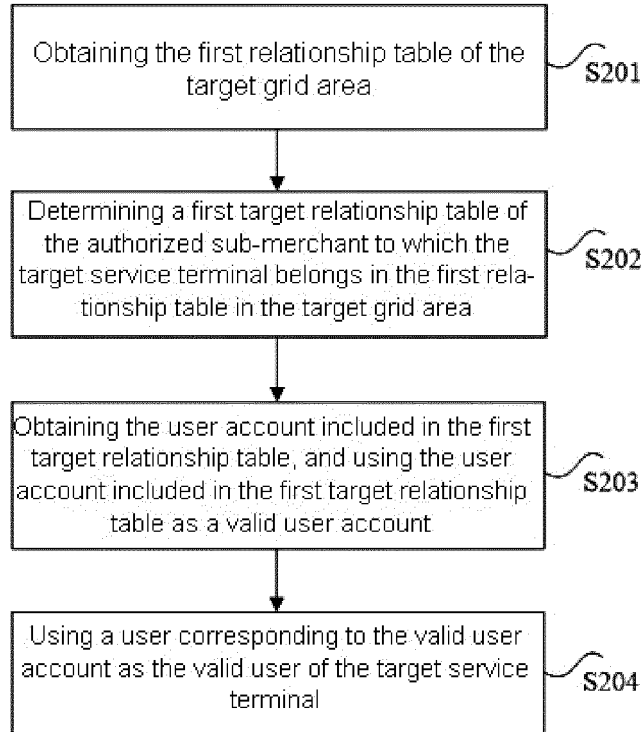 Obtaining the first relationship table of the
target grid area
S201
Determining a first target relationship table of
the authorized sub-merchant to which the
target service terminal belongs in the first rela-
tionship table in the target grid area
S202
Obtaining the user account included in the first
target relationship table, and using the user
account included in the first target relationship
table as a valid user account
S203
Using a user corresponding to the valid user
account as the valid user of the target service
terminal
S204